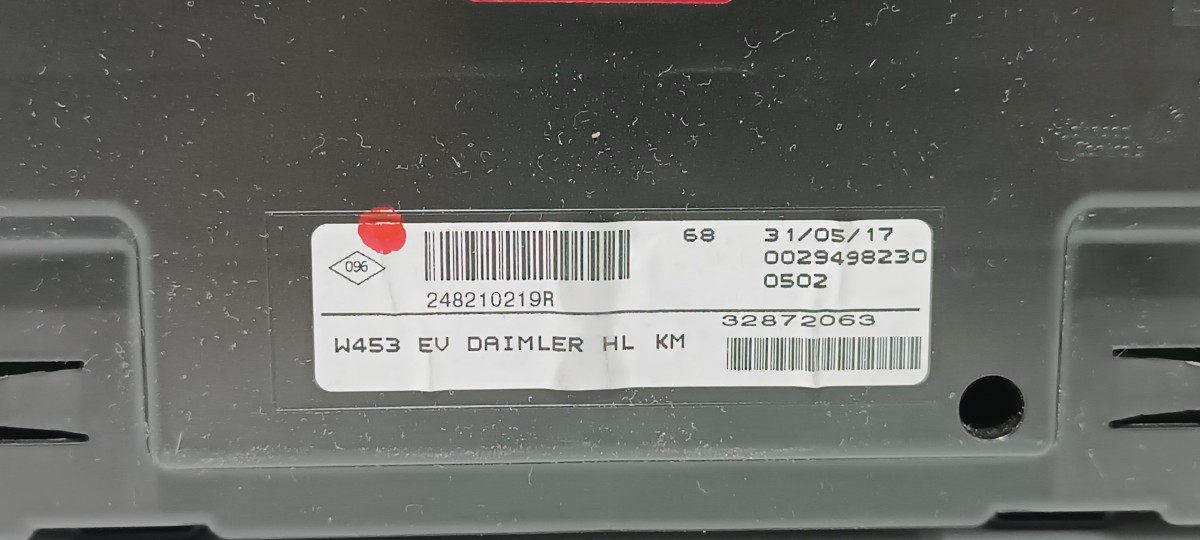 68 31/05/17
0029498230
0502
096
248210219R
32872063
W453 EV DAIMLER HL KM